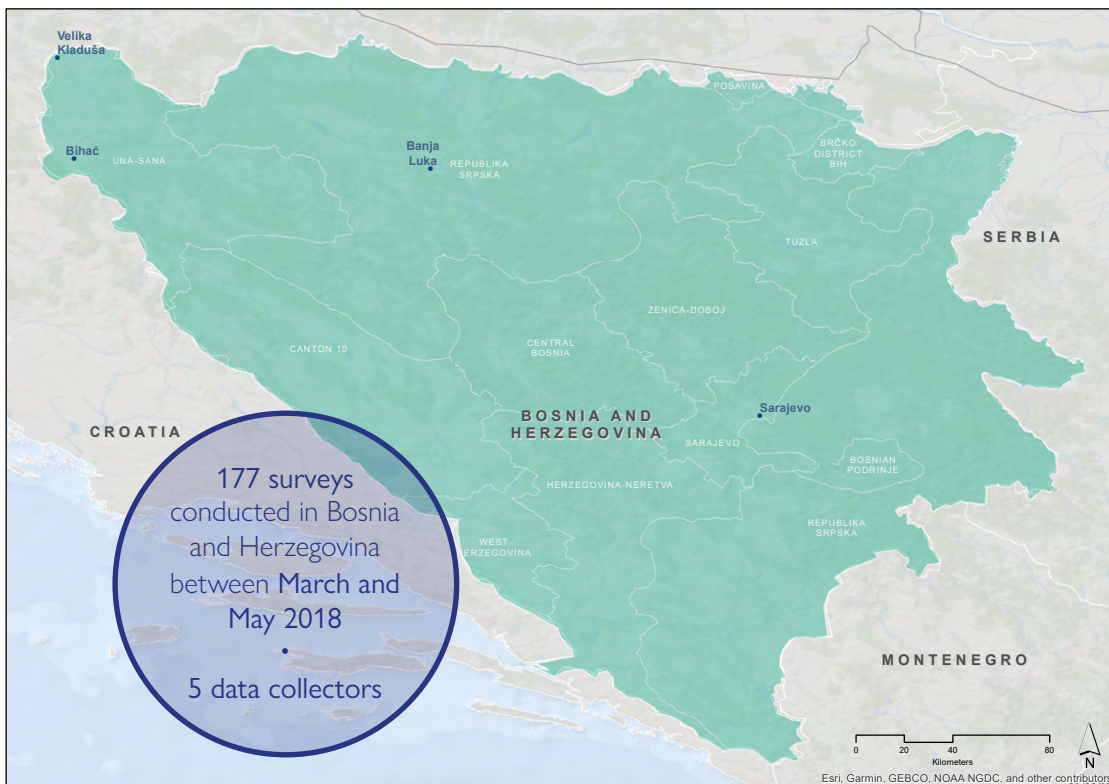 Velika
Kladuša
POSAVINA
Bihać
UNA-SANA
Banja
Luka
REPUBLIKA
SRPSKA
BRČKO
DISTRICT
BIH
SERBIA
TUZLA
ZENICA-DOBOJ
CANTON 10
CENTRAL
BOSNIA
BOSNIA AND
HERZEGOVINA
Sarajevo
SARAJEVO
CROATIA
BOSNIAN
PODRINJE
HERZEGOVINA-NERETVA
REPUBLIKA
SRPSKA
WEST
HERZEGOVINA
177 surveys
conducted in Bosnia
and Herzegovina
between March and
May 2018
•
5 data collectors
MONTENEGRO
0 20 40 80
Kilometers
N
Esri, Garmin, GEBCO, NOAA NGDC, and other contributors